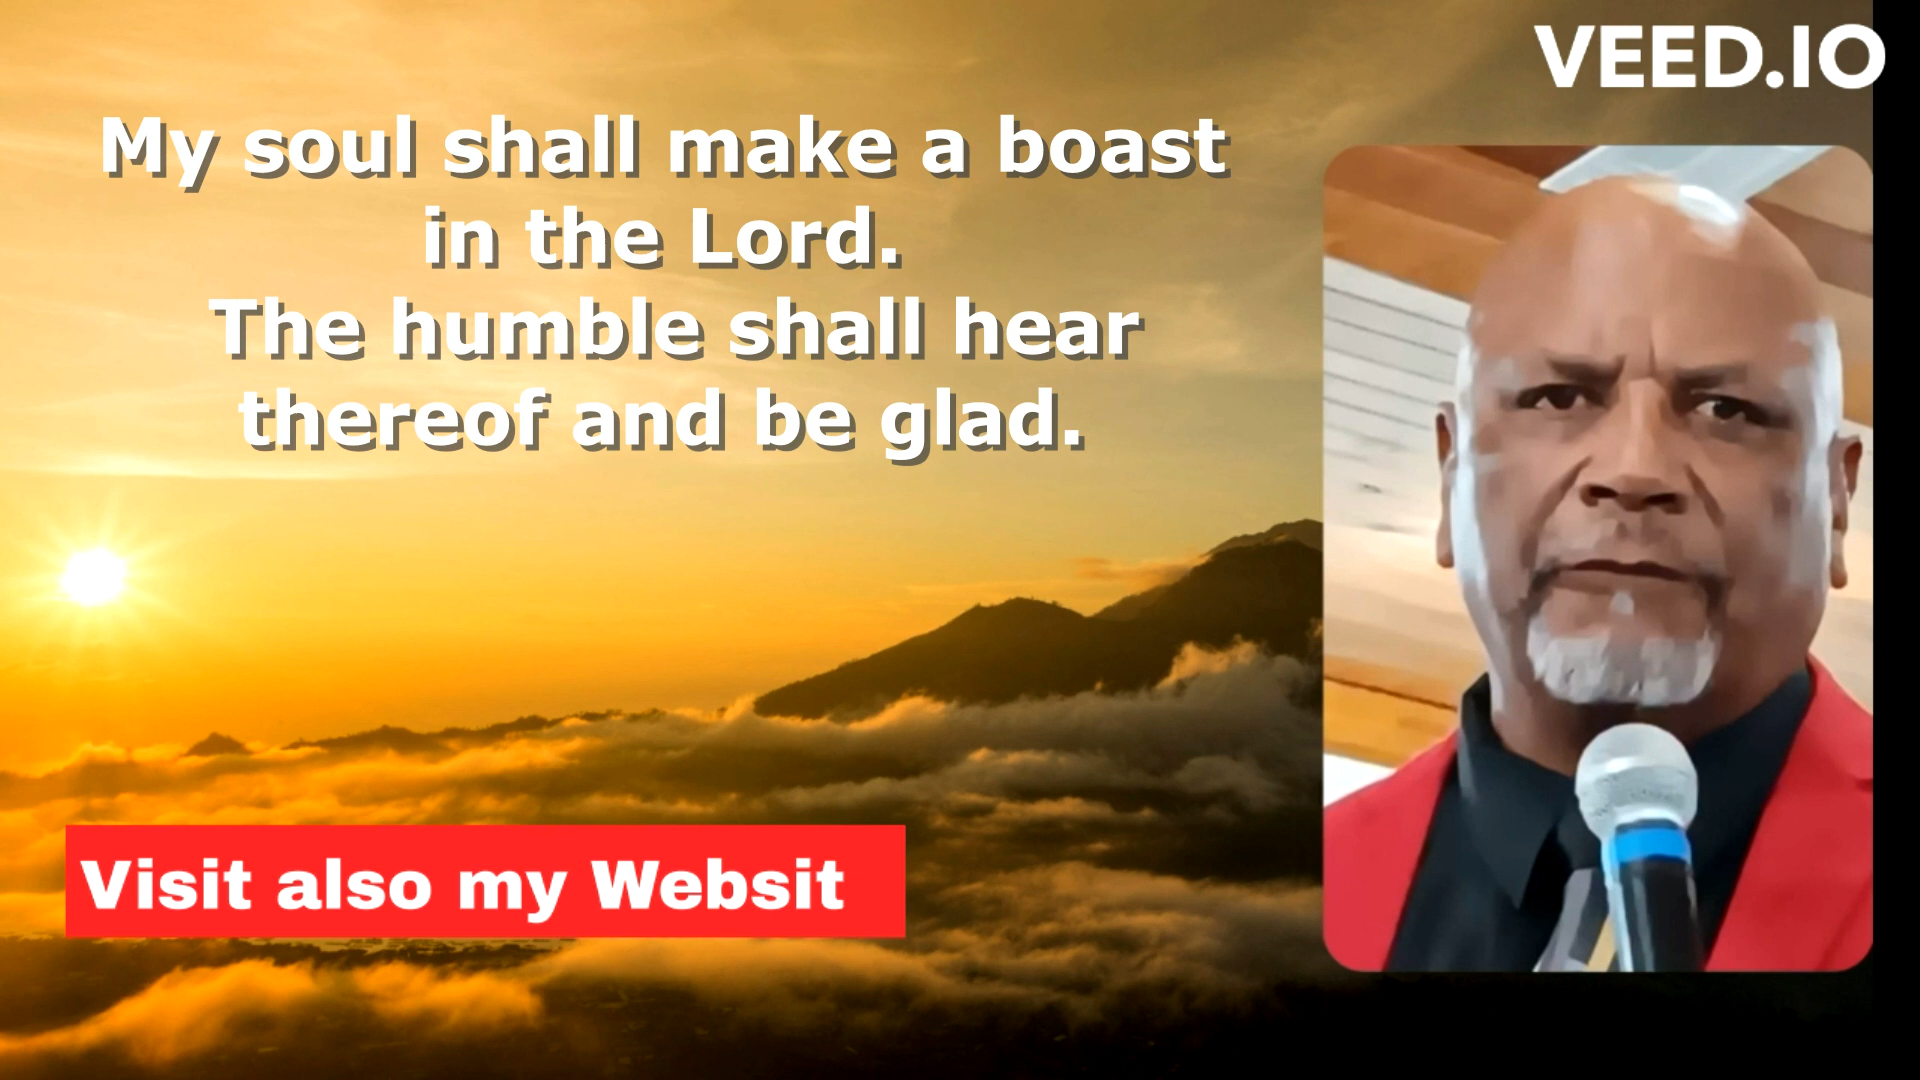 VEED.IO
My soul shall make a boast
in the Lord.
The humble shall hear
thereof and be glad.
Visit also my Websit